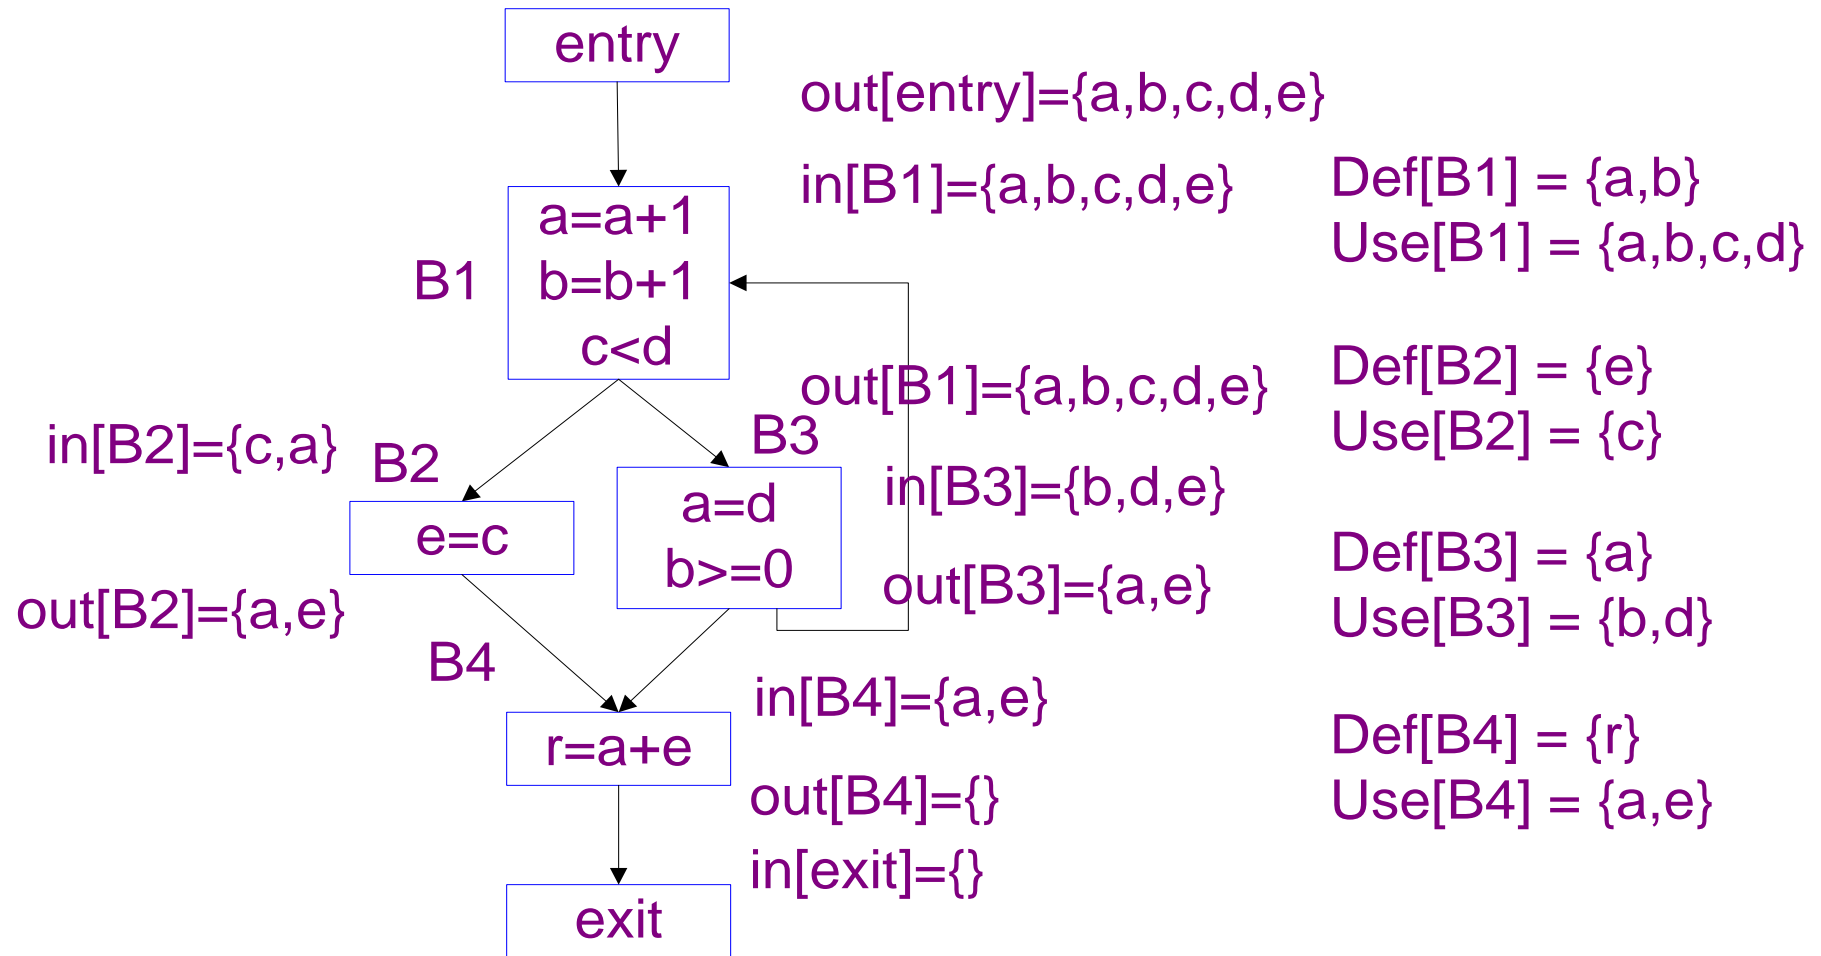 entry
out[entry]={a,b,c,d,e}
in[B1]={a,b,c,d,e}
Def[B1] = {a,b}
Use[B1] = {a,b,c,d}
B1
a=a+1
b=b+1
c<d
out[B1]={a,b,c,d,e}
Def[B2] = {e}
Use[B2] = {c}
in[B2]={c,a}
B2
e=c
out[B2]={a,e}
B3
in[B3]={b,d,e}
a=d
b>=0
out[B3]={a,e}
Def[B3] = {a}
Use[B3] = {b,d}
B4
in[B4]={a,e}
r=a+e
out[B4]={}
Def[B4] = {r}
Use[B4] = {a,e}
in[exit]={}
exit